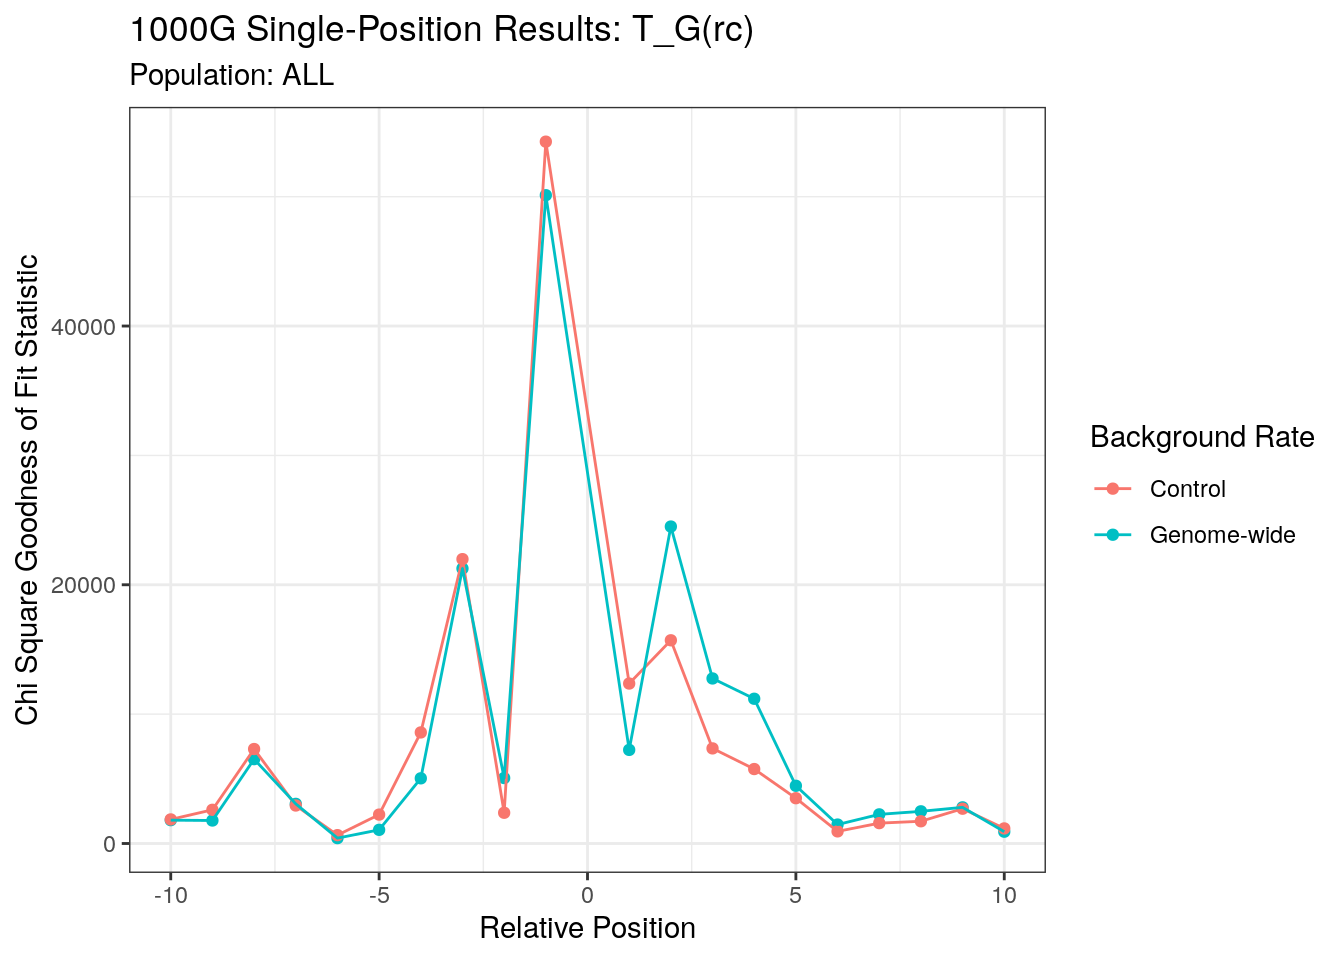 1000G Single-Position Results: T_G(rc)
Population: ALL
Chi Square Goodness of Fit Statistic
40000
20000
0
-10
-5
0
5
10
Relative Position
Background Rate
Control
Genome-wide